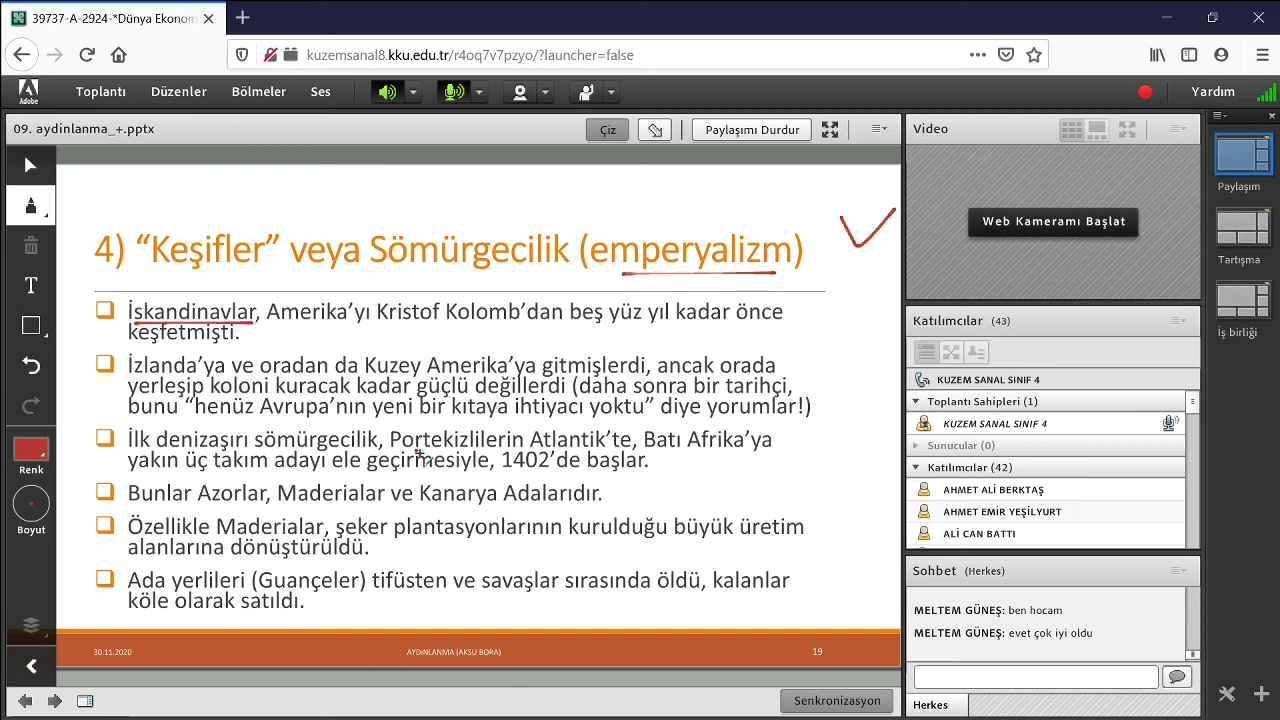 39737-A-2924-*Dünya Ekonom
kuzemsanal8.kku.edu.tr/r4oq7v7pzyo/?launcher=false
Adobe
Toplantı
Düzenler
Bölmeler
Ses
Yardım
09. aydinlanma_+.pptx
Çiz
Paylaşımı Durdur
4) “Keşifler” veya Sömürgecilik (emperyalizm)
İskandinavlar, Amerika’yı Kristof Kolomb’dan beş yüz yıl kadar önce
keşfetmişti.
İzlanda’ya ve oradan da Kuzey Amerika’ya gitmişlerdi, ancak orada
yerleşip koloni kuracak kadar güçlü değillerdi (daha sonra bir tarihçi,
bunu “henüz Avrupa’nın yeni bir kıtaya ihtiyacı yoktu” diye yorumlar!)
İlk denizaşırı sömürgecilik, Portekizlilerin Atlantik’te, Batı Afrika’ya
yakın üç takım adayı ele geçirmesiyle, 1402’de başlar.
Bunlar Azorlar, Maderialar ve Kanarya Adalarıdır.
Özellikle Maderialar, şeker plantasyonlarının kurulduğu büyük üretim
alanlarına dönüştürüldü.
Ada yerlileri (Guançeler) tifüsten ve savaşlar sırasında öldü, kalanlar
köle olarak satıldı.
30.11.2020
AYDıNLANMA (AKSU BORA)
19
Renk
Boyut
Senkronizasyon
Video
Web Kameramı Başlat
Katılımcılar (43)
KUZEM SANAL SINIF 4
Toplantı Sahipleri (1)
KUZEM SANAL SINIF 4
Sunucular (0)
Katılımcılar (42)
AHMET ALİ BERKTAŞ
AHMET EMİR YEŞİLYURT
ALİ CAN BATTI
Sohbet (Herkes)
MELTEM GÜNEŞ: ben hocam
MELTEM GÜNEŞ: evet çok iyi oldu
Herkes
Paylaşım
Tartışma
İş birliği